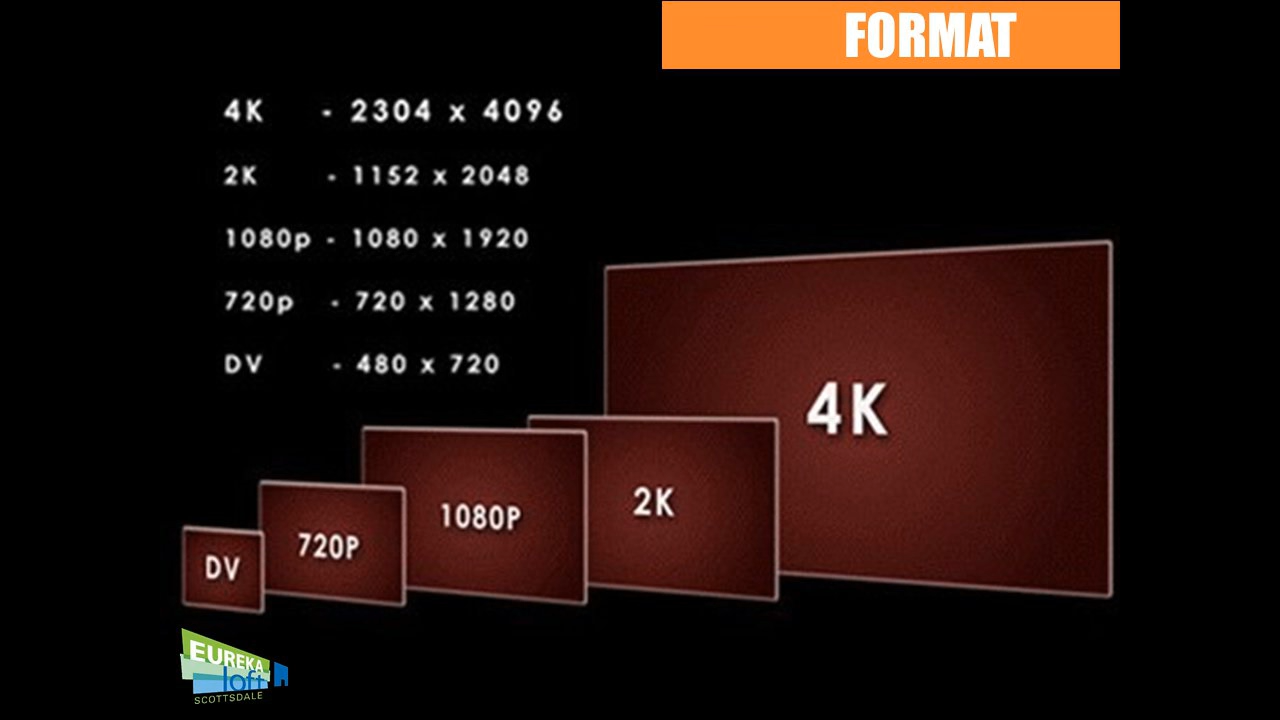 FORMAT
4K - 2304 x 4096
2K - 1152 x 2048
1080p - 1080 x 1920
720p - 720 x 1280
DV - 480 x 720
4K
2K
1080P
720P
DV
EUREKA
loft
SCOTTSDALE